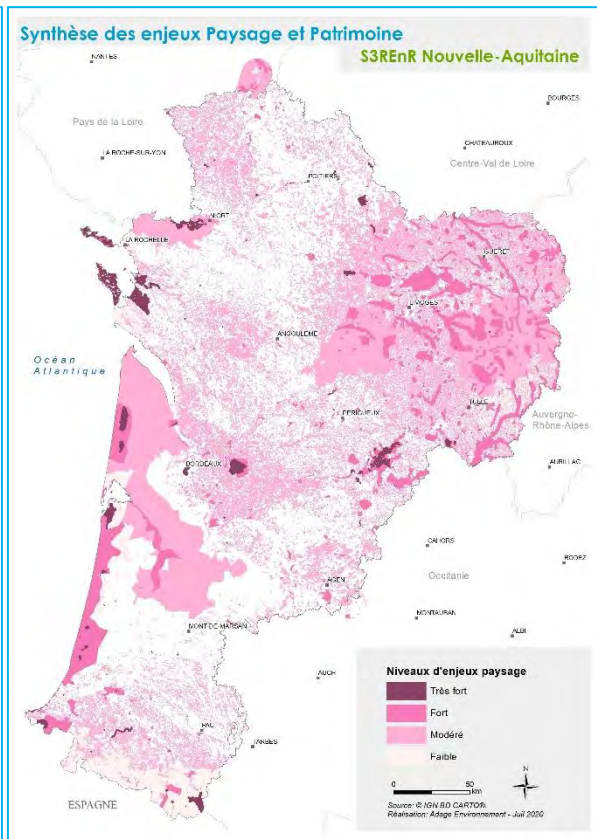 Synthèse des enjeux Paysage et Patrimoine
S3REnR Nouvelle-Aquitaine
NANTES
BOURGES
Pays de la Loire
CHATEAUROUX
LA ROCHE-SUR-YON
Centre-Val de Loire
POITIERS
NIORT
LA ROCHELLE
GUERET
LIMOGES
ANGOULEME
Océan
Atlantique
TULLE
PERIGUEUX
Auvergne-
Rhône-Alpes
BORDEAUX
AURILLAC
CAHORS
RODEZ
Occitanie
AGEN
MONTAUBAN
ALBI
MONT-DE-MARSAN
AUCH
PAU
TARBES
ESPAGNE
Niveaux d'enjeux paysage
Très fort
Fort
Modéré
Faible
N
0 50
km
Source: © IGN BD CARTO®
Réalisation: Adage Environnement - Juil 2020